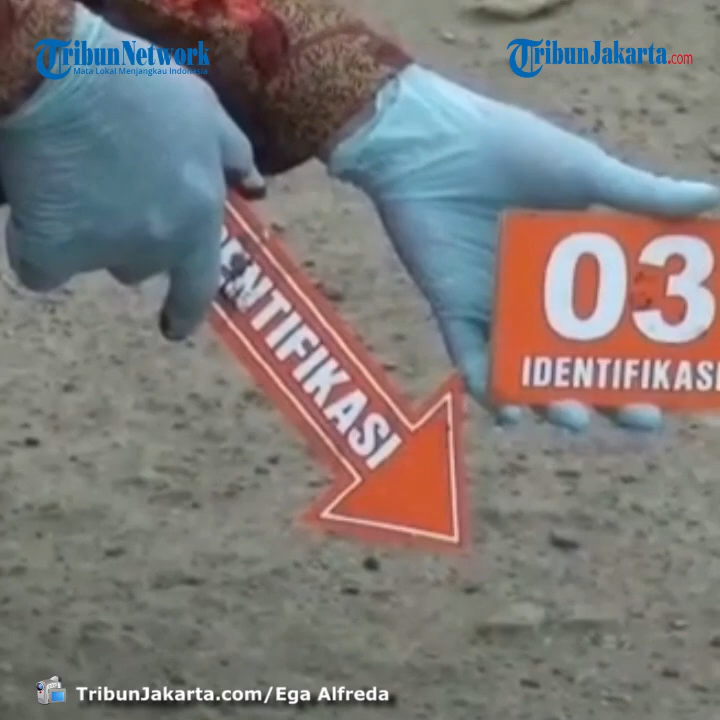 TribunNetwork
Mata Lokal Menjangkau Indonesia
TribunJakarta.com
03
IDENTIFIKASI
IDENTIFIKASI
TribunJakarta.com/Ega Alfreda